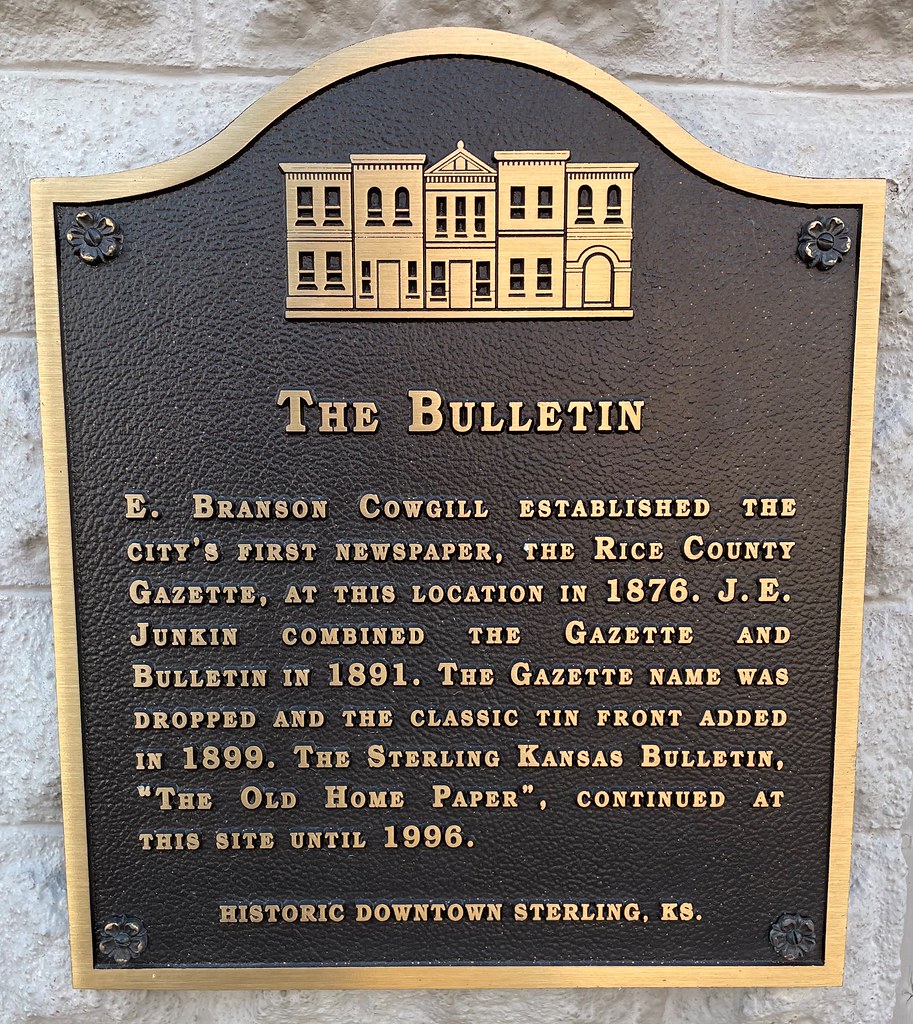 The Bulletin
E. Branson Cowgill established the
city's first newspaper, the Rice County
Gazette, at this location in 1876. J.E.
Junkin combined the Gazette and
Bulletin in 1891. The Gazette name was
dropped and the classic tin front added
in 1899. The Sterling Kansas Bulletin,
"The Old Home Paper", continued at
this site until 1996.
HISTORIC DOWNTOWN STERLING, KS.